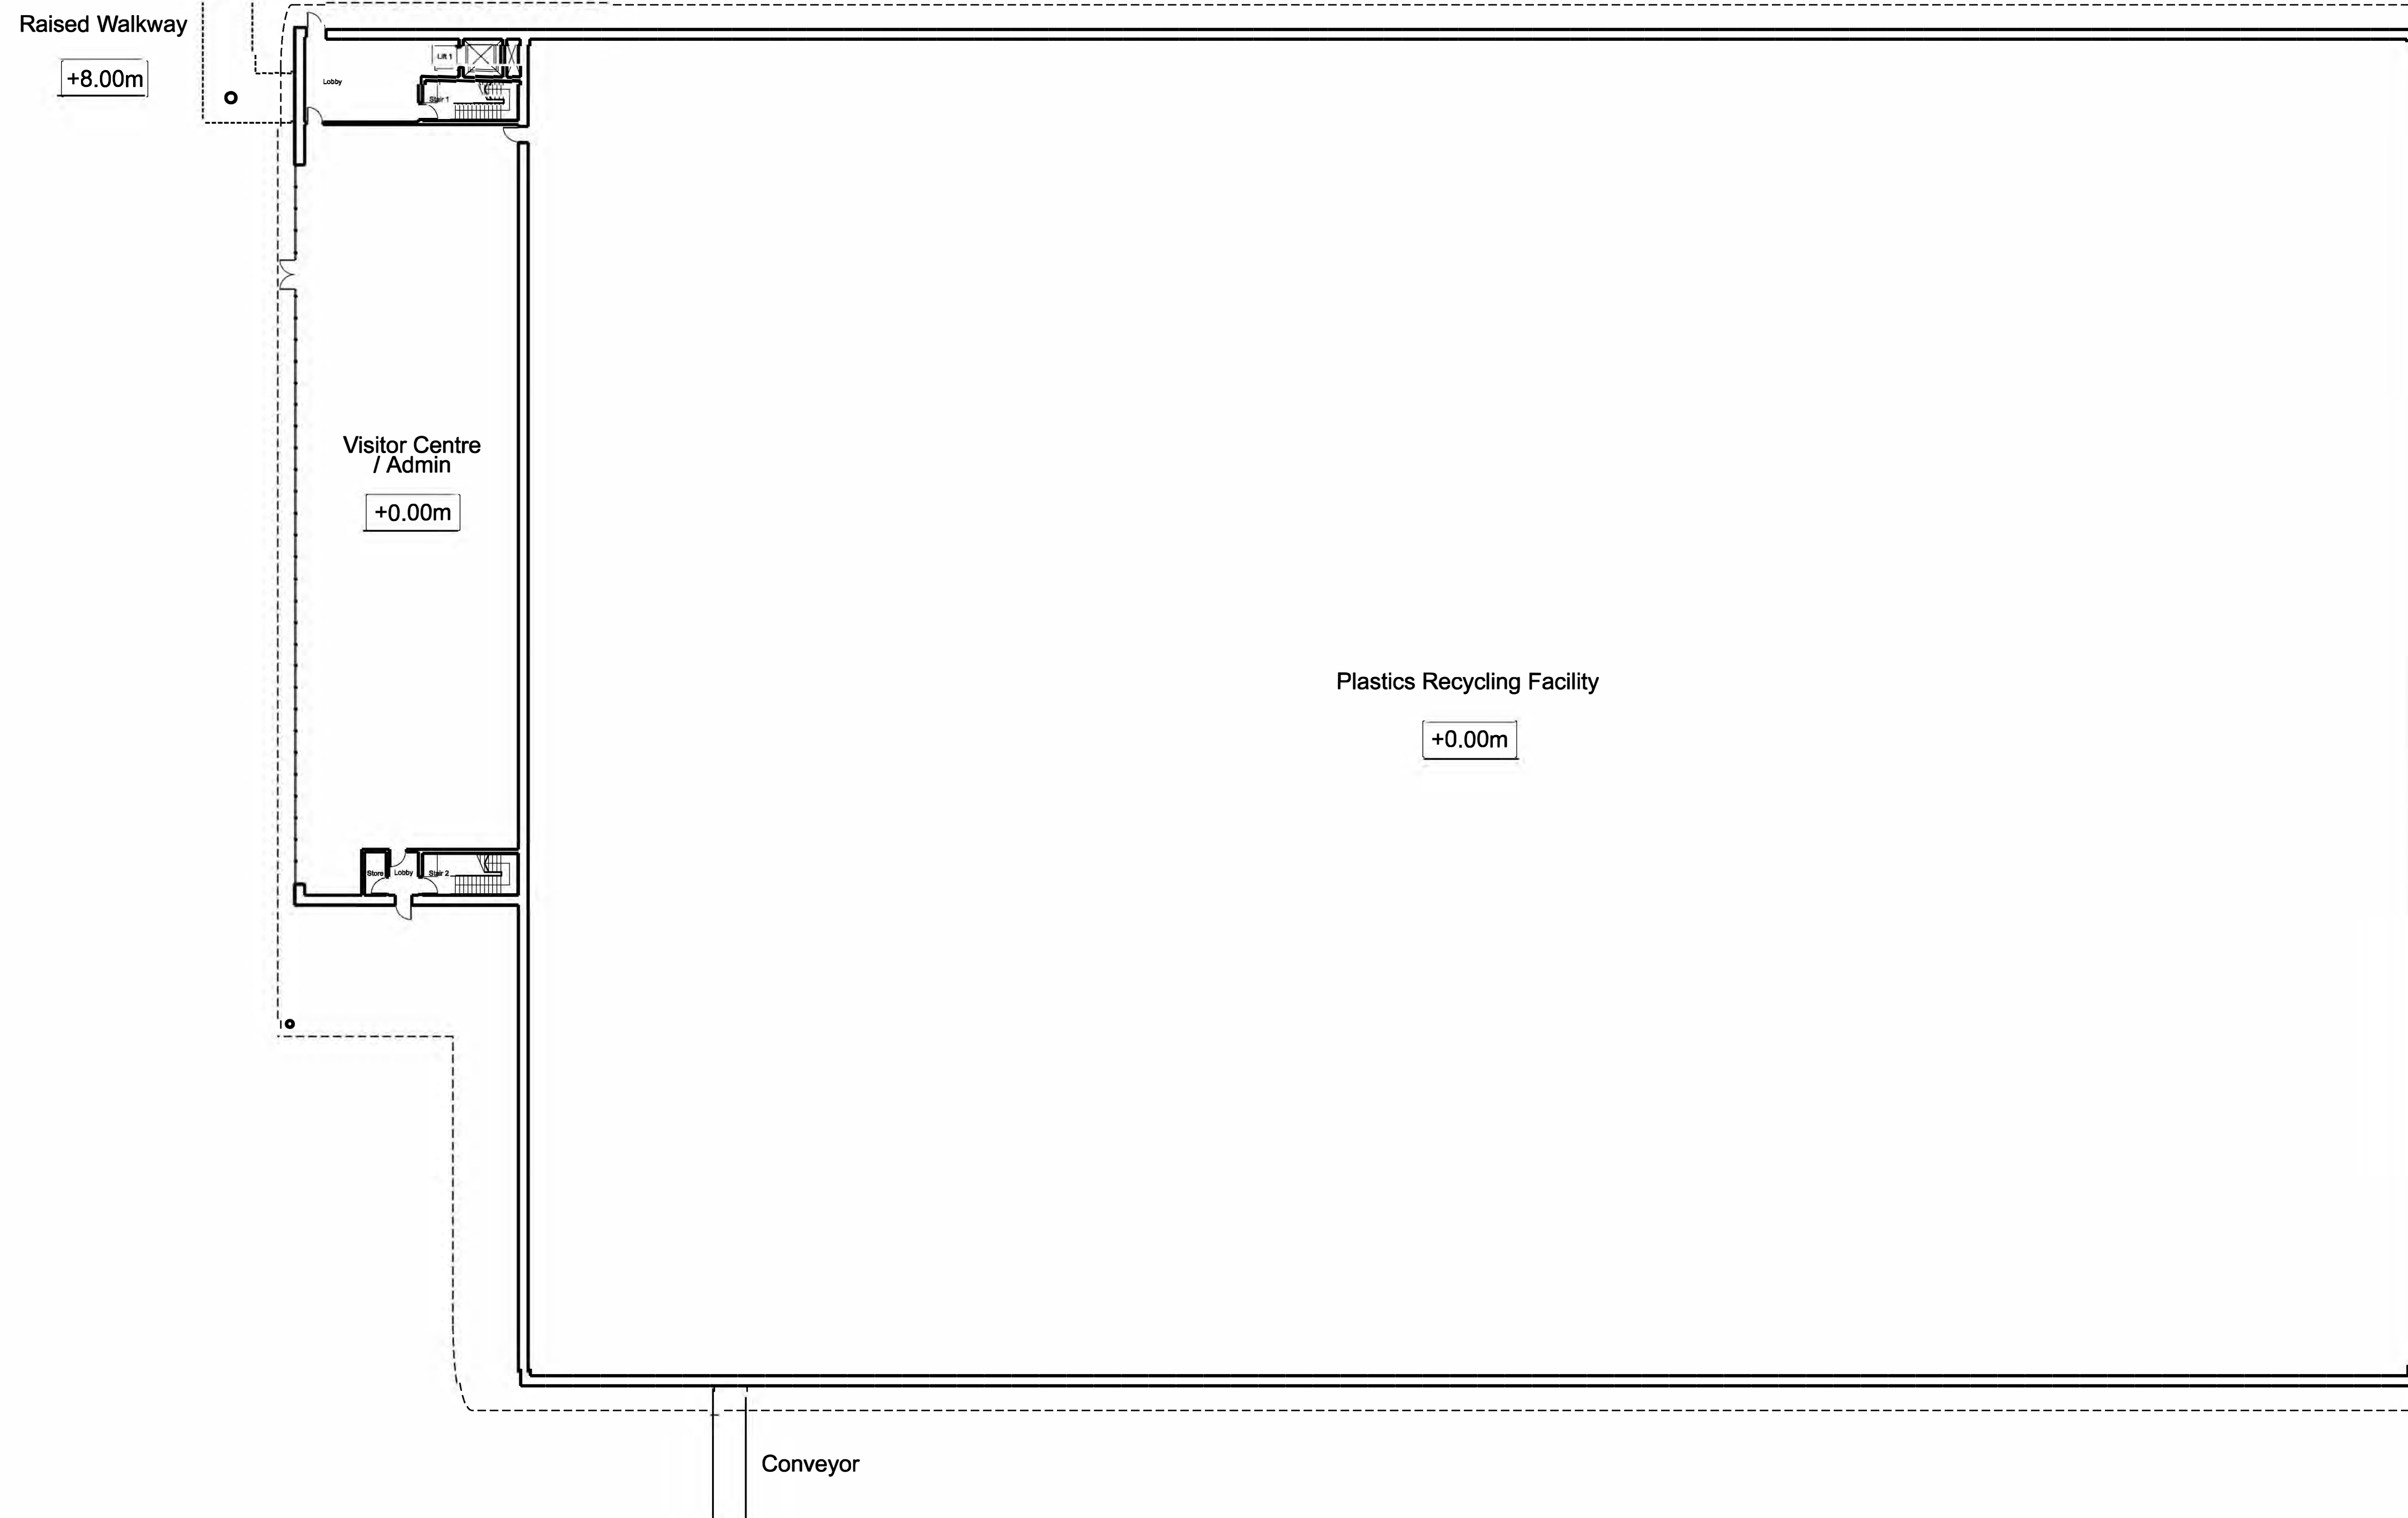 Raised Walkway
+8.00m
Lift 1
Lobby
Stair 1
Visitor Centre
/ Admin
+0.00m
Plastics Recycling Facility
+0.00m
Store
Lobby
Stair 2
Conveyor